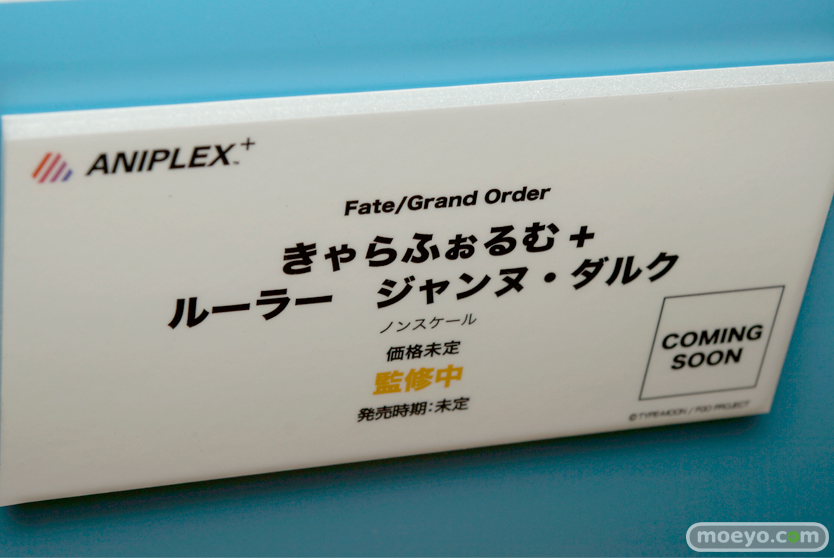 ANIPLEX+™
Fate/Grand Order
きゃらふぉるむ+
ルーラー　ジャンヌ・ダルク
ノンスケール
価格未定
監修中
発売時期：未定
COMING
SOON
©TYPE-MOON / FGO PROJECT
moeyo.com